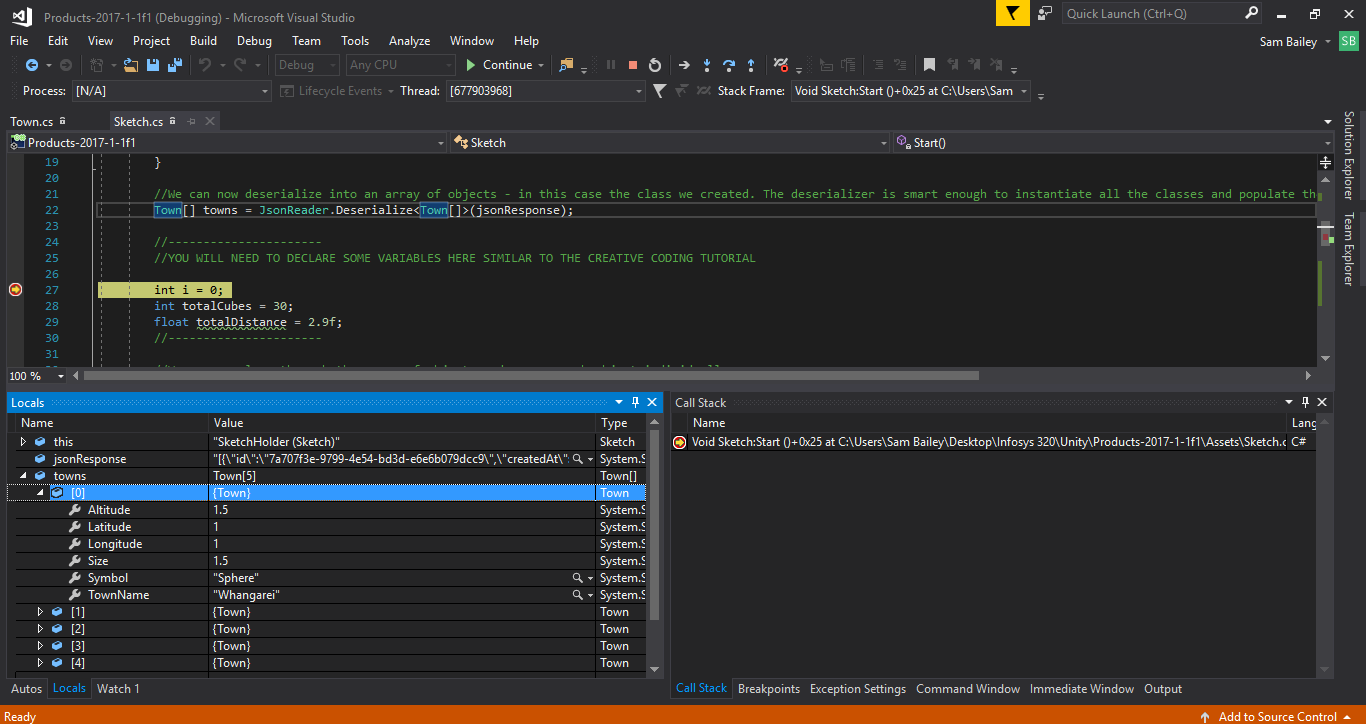 Products-2017-1-1f1 (Debugging) - Microsoft Visual Studio
Quick Launch (Ctrl+Q)
File Edit View Project Build Debug Team Tools Analyze Window Help
Sam Bailey SB
Debug Any CPU Continue
Process: [N/A] Lifecycle Events Thread: [677903968] Stack Frame: Void Sketch:Start ()+0x25 at C:\Users\Sam
Town.cs Sketch.cs
Products-2017-1-1f1 Sketch Start()
19 }
20
21 //We can now deserialize into an array of objects - in this case the class we created. The deserializer is smart enough to instantiate all the classes and populate th
22 Town[] towns = JsonReader.Deserialize<Town[]>(jsonResponse);
23
24 //----------------------
25 //YOU WILL NEED TO DECLARE SOME VARIABLES HERE SIMILAR TO THE CREATIVE CODING TUTORIAL
26
27 int i = 0;
28 int totalCubes = 30;
29 float totalDistance = 2.9f;
30 //----------------------
31
100 %
Solution Explorer
Team Explorer
Locals
Name Value Type
this "SketchHolder (Sketch)" Sketch
jsonResponse "[{\"id\":\"7a707f3e-9799-4e54-bd3d-e6e6b079dcc9\",\"createdAt\": System.S
towns Town[5] Town[]
[0] {Town} Town
Altitude 1.5 System.S
Latitude 1 System.S
Longitude 1 System.S
Size 1.5 System.S
Symbol "Sphere" System.S
TownName "Whangarei" System.S
[1] {Town} Town
[2] {Town} Town
[3] {Town} Town
[4] {Town} Town
Autos Locals Watch 1
Call Stack
Name Lang
Void Sketch:Start ()+0x25 at C:\Users\Sam Bailey\Desktop\Infosys 320\Unity\Products-2017-1-1f1\Assets\Sketch.c C#
Call Stack Breakpoints Exception Settings Command Window Immediate Window Output
Ready
Add to Source Control